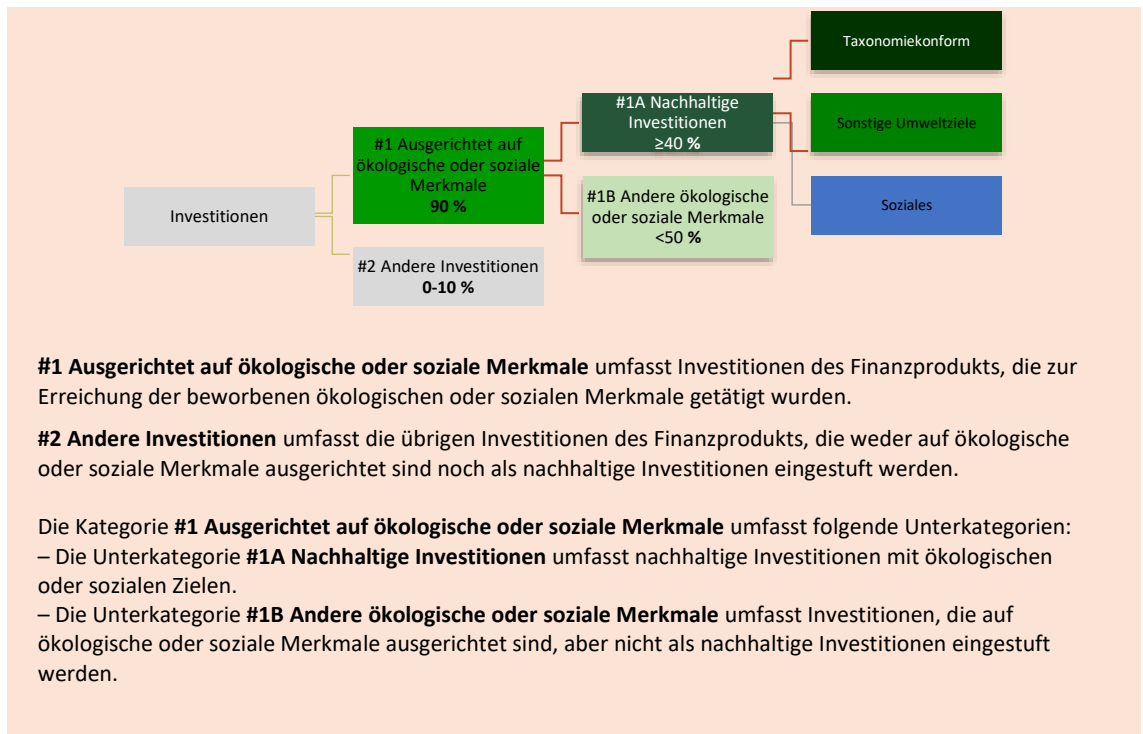 Taxonomiekonform
#1A Nachhaltige
Investitionen
≥40 %
Sonstige Umweltziele
#1 Ausgerichtet auf
ökologische oder soziale
Merkmale
90 %
#1B Andere ökologische
oder soziale Merkmale
<50 %
Soziales
Investitionen
#2 Andere Investitionen
0-10 %
#1 Ausgerichtet auf ökologische oder soziale Merkmale umfasst Investitionen des Finanzprodukts, die zur
Erreichung der beworbenen ökologischen oder sozialen Merkmale getätigt wurden.
#2 Andere Investitionen umfasst die übrigen Investitionen des Finanzprodukts, die weder auf ökologische
oder soziale Merkmale ausgerichtet sind noch als nachhaltige Investitionen eingestuft werden.
Die Kategorie #1 Ausgerichtet auf ökologische oder soziale Merkmale umfasst folgende Unterkategorien:
– Die Unterkategorie #1A Nachhaltige Investitionen umfasst nachhaltige Investitionen mit ökologischen
oder sozialen Zielen.
– Die Unterkategorie #1B Andere ökologische oder soziale Merkmale umfasst Investitionen, die auf
ökologische oder soziale Merkmale ausgerichtet sind, aber nicht als nachhaltige Investitionen eingestuft
werden.